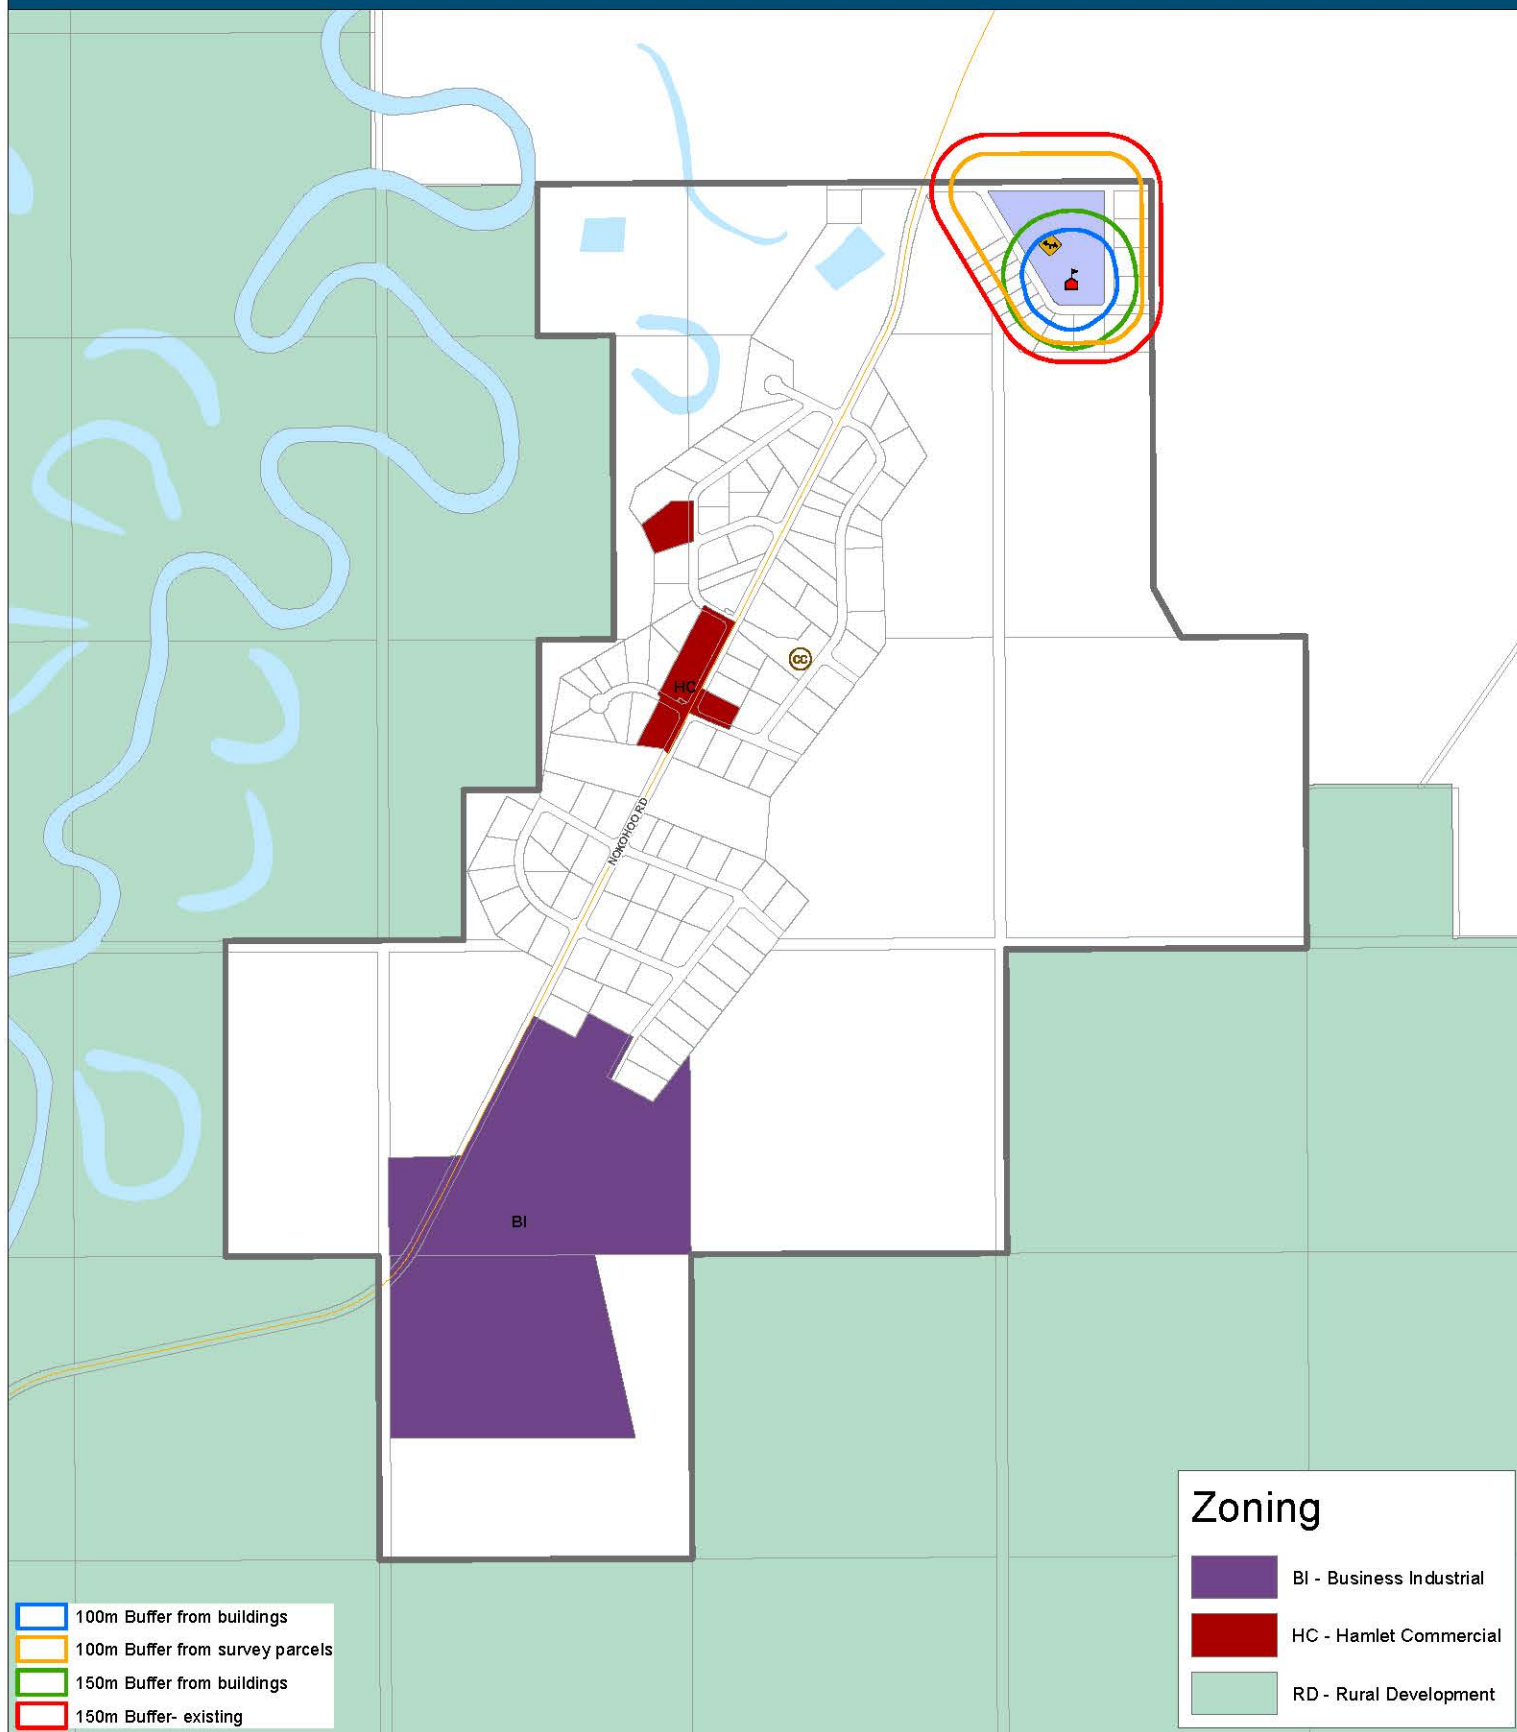 CC
HC
NOKOHOO RD
BI
Zoning
BI - Business Industrial
HC - Hamlet Commercial
RD - Rural Development
100m Buffer from buildings
100m Buffer from survey parcels
150m Buffer from buildings
150m Buffer- existing